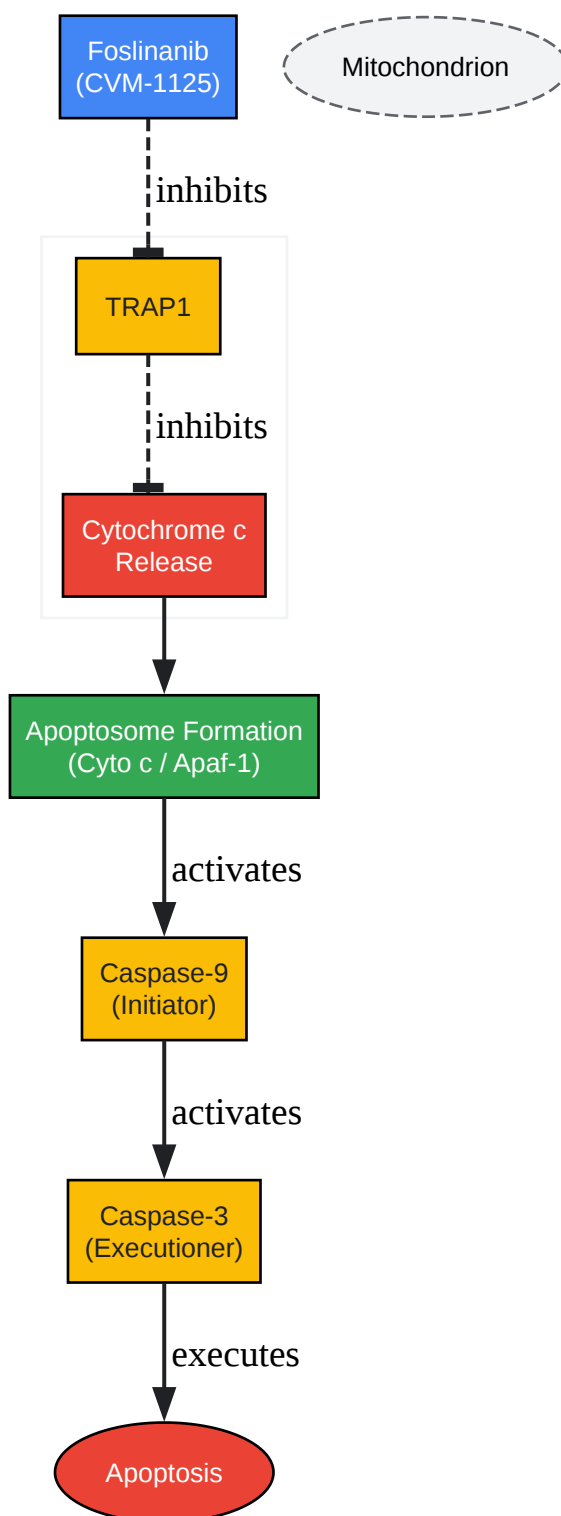 Foslinanib
(CVM-1125)
Mitochondrion
inhibits
TRAP1
inhibits
Cytochrome c
Release
Apoptosome Formation
(Cyto c / Apaf-1)
activates
Caspase-9
(Initiator)
activates
Caspase-3
(Executioner)
executes
Apoptosis